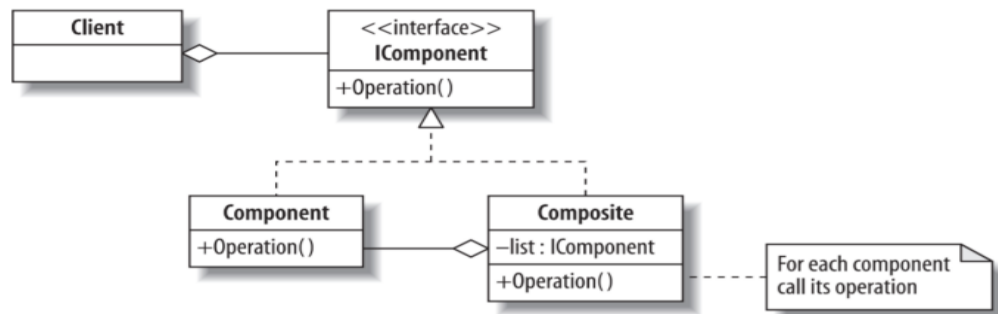 Client
<<interface>>
IComponent
+Operation()
Component
+Operation()
Composite
–list : IComponent
+Operation()
For each component
call its operation